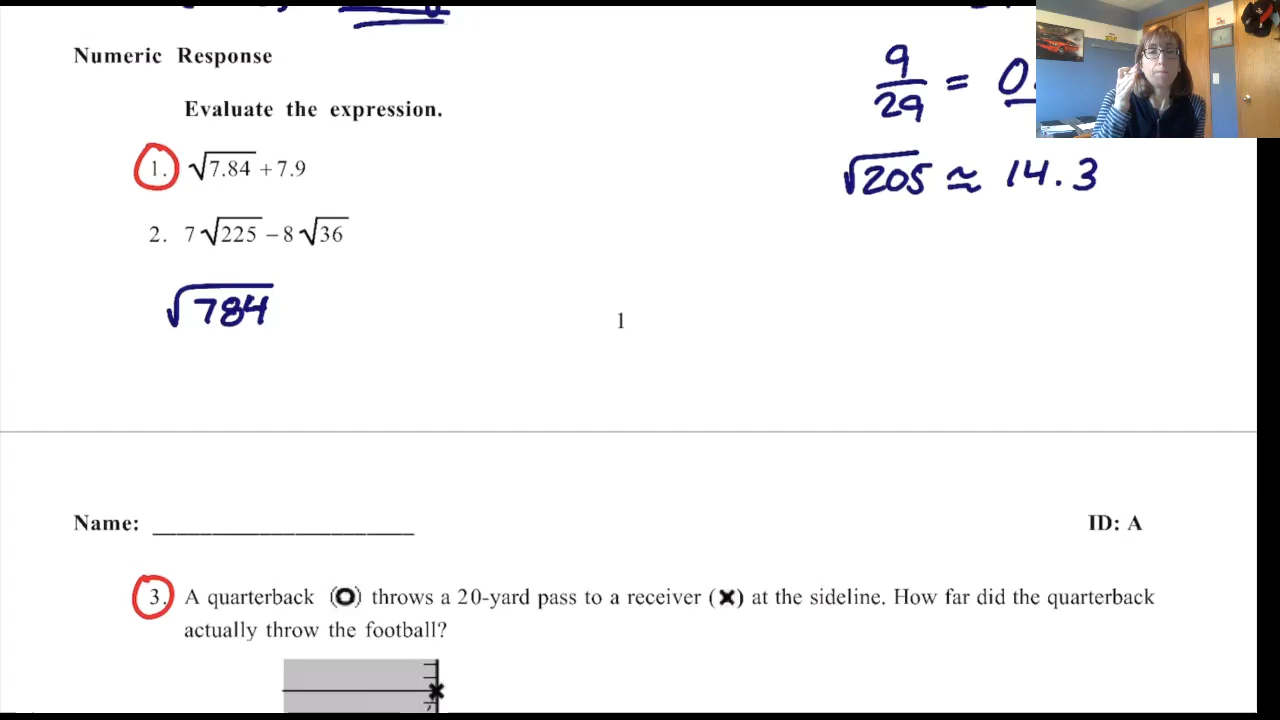 Numeric Response
9/29 = 0.
Evaluate the expression.
1. √7.84 + 7.9
√205 ≈ 14.3
2. 7√225 – 8√36
√784
1
Name: ____________________
ID: A
3. A quarterback (O) throws a 20-yard pass to a receiver (✖) at the sideline. How far did the quarterback
actually throw the football?